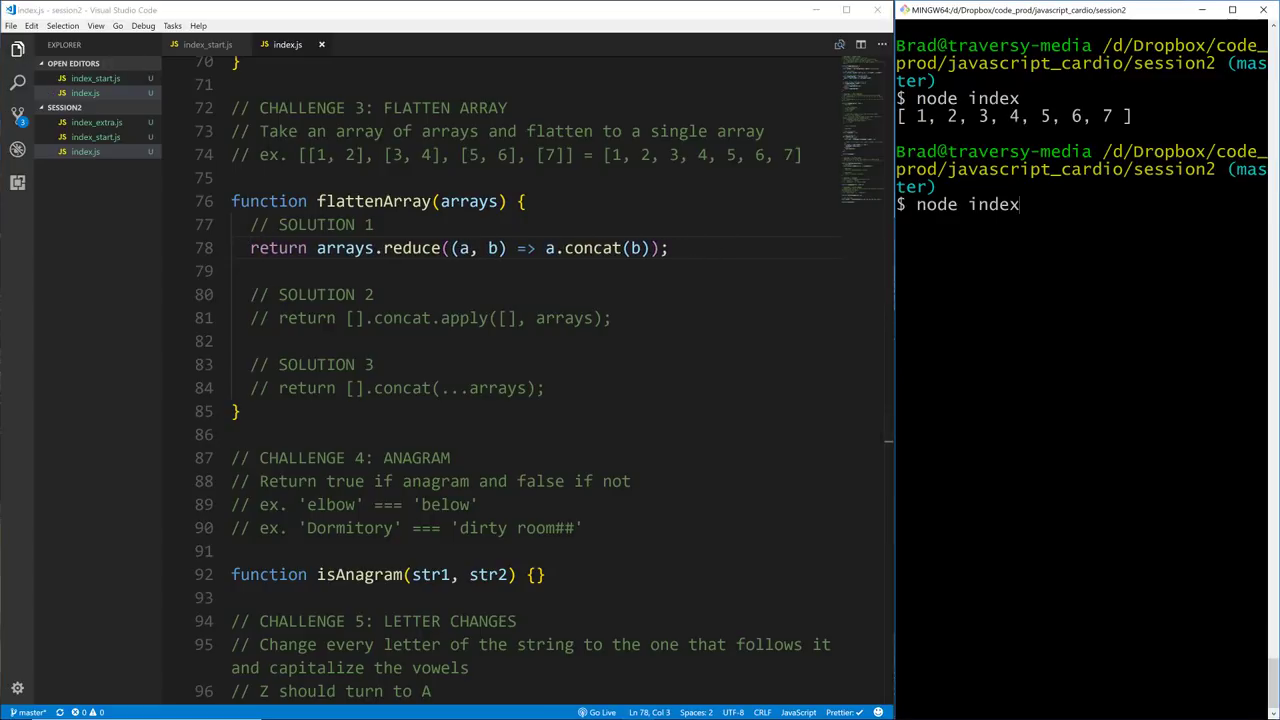 index.js - session2 - Visual Studio Code
File Edit Selection View Go Debug Tasks Help
EXPLORER
OPEN EDITORS
JS index_start.js U
JS index.js U
SESSION2
JS index_extra.js U
JS index_start.js U
JS index.js U
JS index_start.js JS index.js ×
70 }
71
72 // CHALLENGE 3: FLATTEN ARRAY
73 // Take an array of arrays and flatten to a single array
74 // ex. [[1, 2], [3, 4], [5, 6], [7]] = [1, 2, 3, 4, 5, 6, 7]
75
76 function flattenArray(arrays) {
77 // SOLUTION 1
78 return arrays.reduce((a, b) => a.concat(b));
79
80 // SOLUTION 2
81 // return [].concat.apply([], arrays);
82
83 // SOLUTION 3
84 // return [].concat(...arrays);
85 }
86
87 // CHALLENGE 4: ANAGRAM
88 // Return true if anagram and false if not
89 // ex. 'elbow' === 'below'
90 // ex. 'Dormitory' === 'dirty room##'
91
92 function isAnagram(str1, str2) {}
93
94 // CHALLENGE 5: LETTER CHANGES
95 // Change every letter of the string to the one that follows it
and capitalize the vowels
96 // Z should turn to A
3
master* 0 0
Ln 78, Col 3 Spaces: 2 UTF-8 CRLF JavaScript Go Live Prettier: ✓
MINGW64:/d/Dropbox/code_prod/javascript_cardio/session2
Brad@traversy-media /d/Dropbox/code_
prod/javascript_cardio/session2 (mas
ter)
$ node index
[ 1, 2, 3, 4, 5, 6, 7 ]
Brad@traversy-media /d/Dropbox/code_
prod/javascript_cardio/session2 (mas
ter)
$ node index